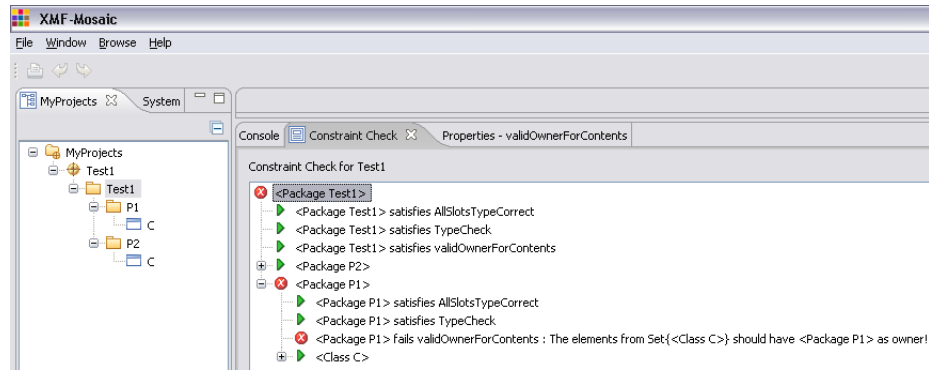 XMF-Mosaic
File Window Browse Help
MyProjects System
Console Constraint Check Properties - validOwnerForContents
MyProjects
Test1
Test1
P1
C
P2
C
Constraint Check for Test1
<Package Test1>
<Package Test1> satisfies AllSlotsTypeCorrect
<Package Test1> satisfies TypeCheck
<Package Test1> satisfies validOwnerForContents
<Package P2>
<Package P1>
<Package P1> satisfies AllSlotsTypeCorrect
<Package P1> satisfies TypeCheck
<Package P1> fails validOwnerForContents : The elements from Set{<Class C>} should have <Package P1> as owner!
<Class C>